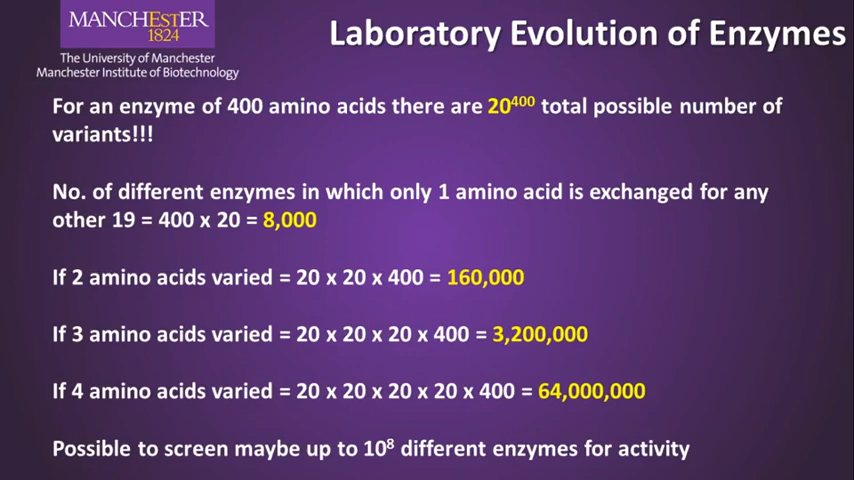 MANCHESTER
1824
The University of Manchester
Manchester Institute of Biotechnology
Laboratory Evolution of Enzymes
For an enzyme of 400 amino acids there are 20⁴⁰⁰ total possible number of
variants!!!
No. of different enzymes in which only 1 amino acid is exchanged for any
other 19 = 400 x 20 = 8,000
If 2 amino acids varied = 20 x 20 x 400 = 160,000
If 3 amino acids varied = 20 x 20 x 20 x 400 = 3,200,000
If 4 amino acids varied = 20 x 20 x 20 x 20 x 400 = 64,000,000
Possible to screen maybe up to 10⁸ different enzymes for activity